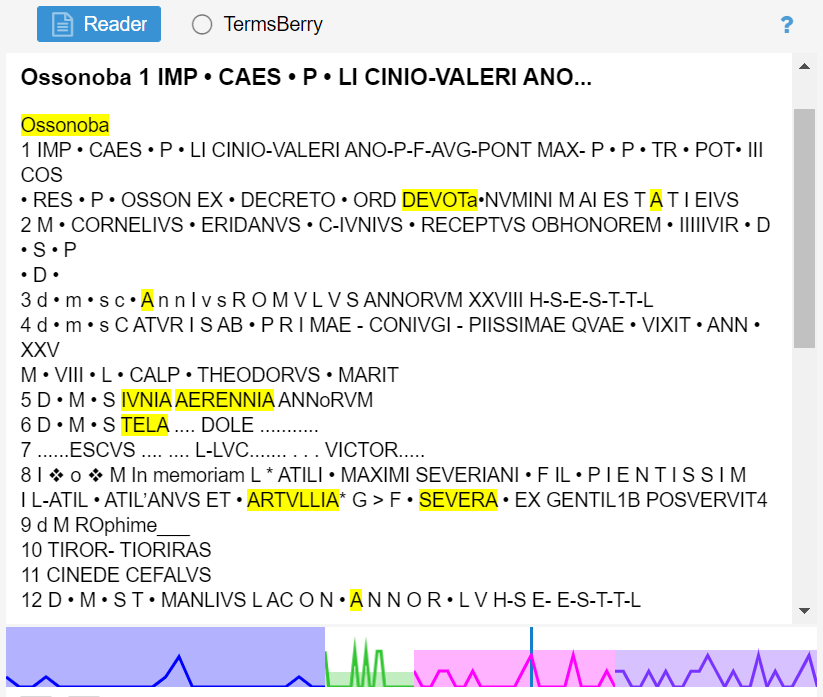 Reader TermsBerry ?
Ossonoba 1 IMP • CAES • P • LI CINIO-VALERI ANO...
Ossonoba
1 IMP • CAES • P • LI CINIO-VALERI ANO-P-F-AVG-PONT MAX- P • P • TR • POT• III
COS
• RES • P • OSSON EX • DECRETO • ORD DEVOTa•NVMINI M AI ES T A T I EIVS
2 M • CORNELIVS • ERIDANVS • C-IVNIVS • RECEPTVS OBHONOREM • IIIIIVIR • D
• S • P
• D •
3 d • m • s c • A n n I v s R O M V L V S ANNORVM XXVIII H-S-E-S-T-T-L
4 d • m • s C ATVR I S AB • P R I MAE - CONIVGI - PIISSIMAE QVAE • VIXIT • ANN •
XXV
M • VIII • L • CALP • THEODORVS • MARIT
5 D • M • S IVNIA AERENNIA ANNoRVM
6 D • M • S TELA .... DOLE ...........
7 ......ESCVS .... .... L-LVC....... . . . VICTOR.....
8 I ❖ o ❖ M In memoriam L * ATILI • MAXIMI SEVERIANI • F IL • P I E N T I S S I M
I L-ATIL • ATIL’ANVS ET • ARTVLLIA* G > F • SEVERA • EX GENTIL1B POSVERVIT4
9 d M ROphime___
10 TIROR- TIORIRAS
11 CINEDE CEFALVS
12 D • M • S T • MANLIVS L AC O N • A N N O R • L V H-S E- E-S-T-T-L